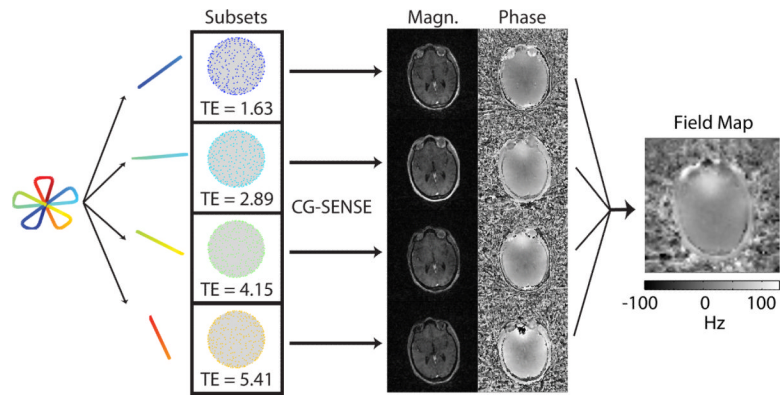 Subsets
Magn.
Phase
TE = 1.63
TE = 2.89
TE = 4.15
TE = 5.41
CG-SENSE
Field Map
-100 0 100
Hz